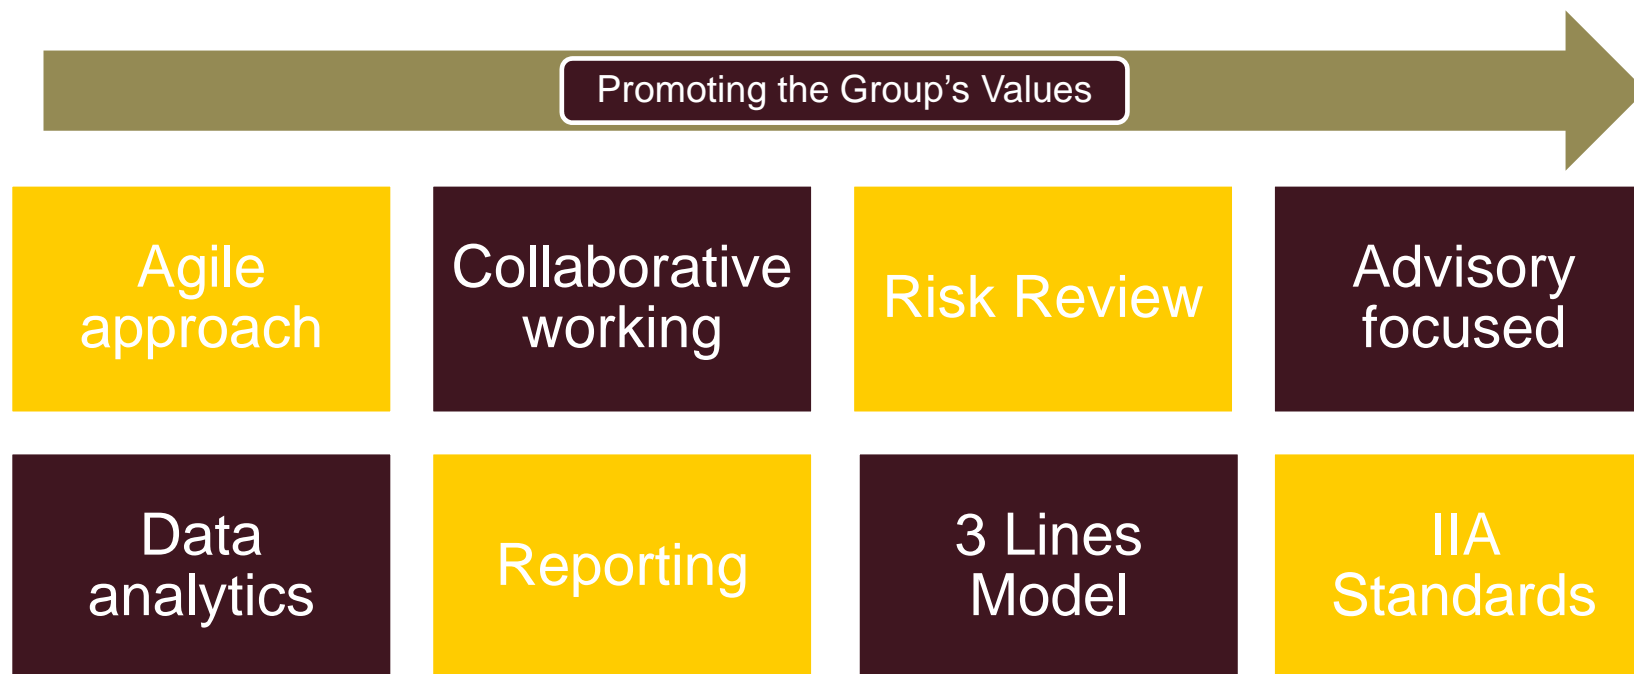 Promoting the Group’s Values
Agile
approach
Collaborative
working
Risk Review
Advisory
focused
Data
analytics
Reporting
3 Lines
Model
IIA
Standards